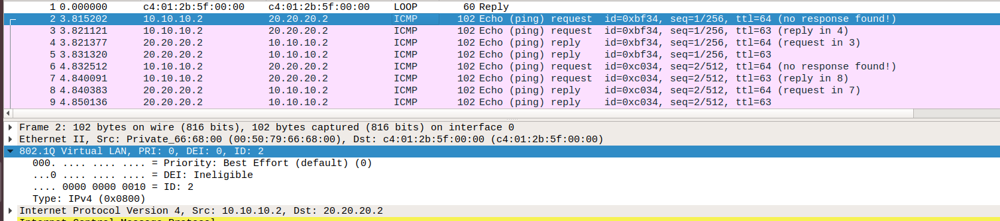 1 0.000000 c4:01:2b:5f:00:00 c4:01:2b:5f:00:00 LOOP 60 Reply
2 3.815202 10.10.10.2 20.20.20.2 ICMP 102 Echo (ping) request id=0xbf34, seq=1/256, ttl=64 (no response found!)
3 3.821121 10.10.10.2 20.20.20.2 ICMP 102 Echo (ping) request id=0xbf34, seq=1/256, ttl=63 (reply in 4)
4 3.821377 20.20.20.2 10.10.10.2 ICMP 102 Echo (ping) reply id=0xbf34, seq=1/256, ttl=64 (request in 3)
5 3.831320 20.20.20.2 10.10.10.2 ICMP 102 Echo (ping) reply id=0xbf34, seq=1/256, ttl=63
6 4.832512 10.10.10.2 20.20.20.2 ICMP 102 Echo (ping) request id=0xc034, seq=2/512, ttl=64 (no response found!)
7 4.840091 10.10.10.2 20.20.20.2 ICMP 102 Echo (ping) request id=0xc034, seq=2/512, ttl=63 (reply in 8)
8 4.840383 20.20.20.2 10.10.10.2 ICMP 102 Echo (ping) reply id=0xc034, seq=2/512, ttl=64 (request in 7)
9 4.850136 20.20.20.2 10.10.10.2 ICMP 102 Echo (ping) reply id=0xc034, seq=2/512, ttl=63
Frame 2: 102 bytes on wire (816 bits), 102 bytes captured (816 bits) on interface 0
Ethernet II, Src: Private_66:68:00 (00:50:79:66:68:00), Dst: c4:01:2b:5f:00:00 (c4:01:2b:5f:00:00)
802.1Q Virtual LAN, PRI: 0, DEI: 0, ID: 2
000. .... .... .... = Priority: Best Effort (default) (0)
...0 .... .... .... = DEI: Ineligible
.... 0000 0000 0010 = ID: 2
Type: IPv4 (0x0800)
Internet Protocol Version 4, Src: 10.10.10.2, Dst: 20.20.20.2
Internet Control Message Protocol